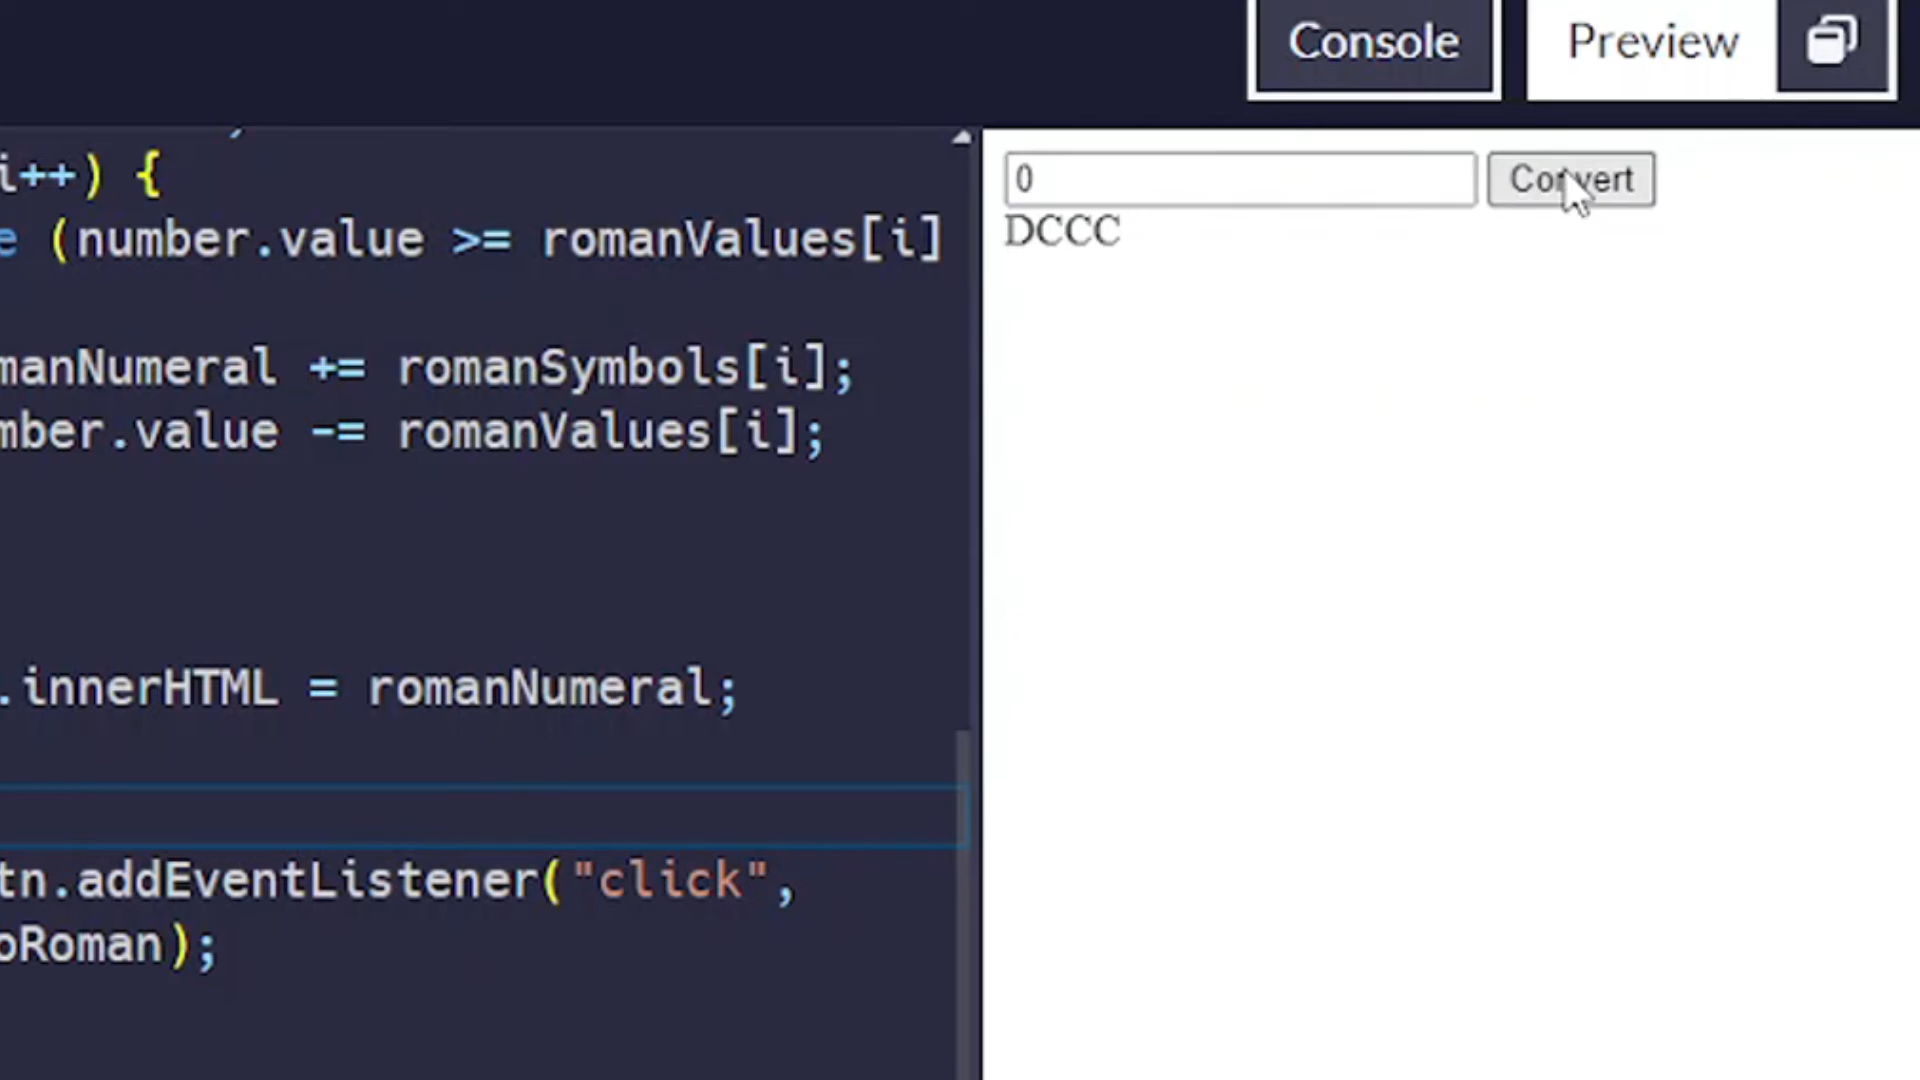 Console
Preview
i++) {
e (number.value >= romanValues[i]
manNumeral += romanSymbols[i];
mber.value -= romanValues[i];
.innerHTML = romanNumeral;
tn.addEventListener("click",
oRoman);
0
Convert
DCCC